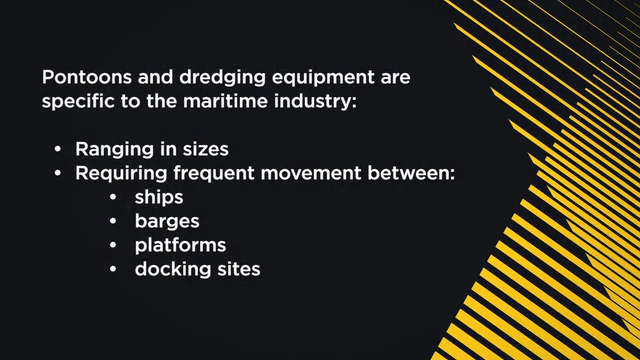 Pontoons and dredging equipment are
specific to the maritime industry:
• Ranging in sizes
• Requiring frequent movement between:
• ships
• barges
• platforms
• docking sites